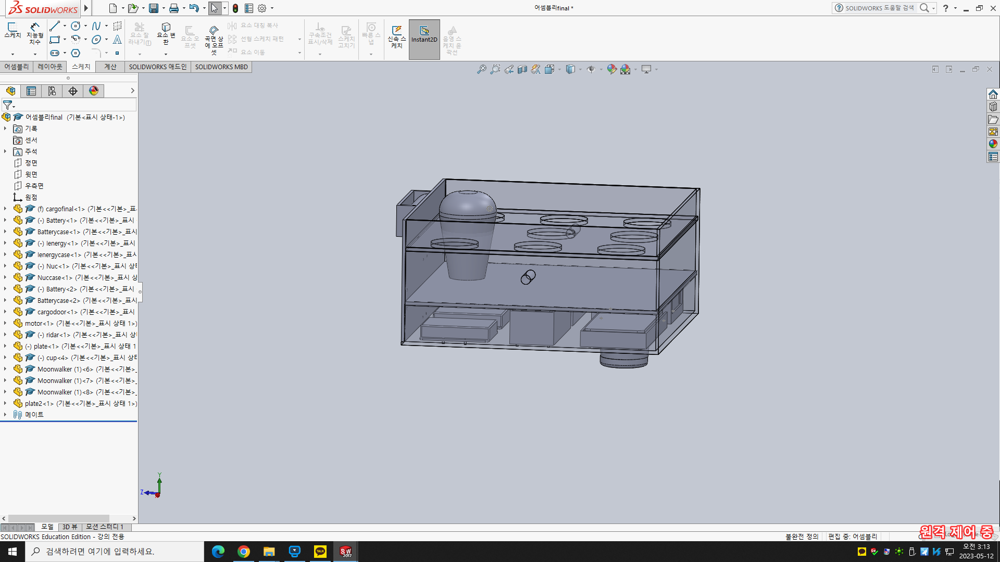 SOLIDWORKS
어셈블리final *
SOLIDWORKS 도움말 검색
스케치
지능형 치수
요소 잘라내기(T)
요소 변환
요소 오프셋
곡면 상에 오프셋
요소 대칭 복사
선형 스케치 패턴
요소 이동
구속조건 표시/삭제
스케치 고치기
빠른 스냅
신속 스케치
Instant2D
음영 스케치 윤곽선
어셈블리
레이아웃
스케치
계산
SOLIDWORKS 애드인
SOLIDWORKS MBD
어셈블리final (기본<표시 상태-1>)
기록
센서
주석
정면
윗면
우측면
원점
(f) cargofinal<1> (기본<<기본>_표
(-) Battery<1> (기본<<기본>_표시
Batterycase<1> (기본<<기본>_표시
(-) Ienergy<1> (기본<<기본>_표시
Ienergycase<1> (기본<<기본>_표시
(-) Nuc<1> (기본<<기본>_표시 상태
Nuccase<1> (기본<<기본>_표시 상
(-) Battery<2> (기본<<기본>_표시
Batterycase<2> (기본<<기본>_표시
cargodoor<1> (기본<<기본>_표시
motor<1> (기본<<기본>_표시 상태 1>)
(-) ridar<1> (기본<<기본>_표시 상태
(-) plate<1> (기본<<기본>_표시 상태 1
(-) cup<4> (기본<<기본>_표시 상태
Moonwalker (1)<6> (기본<<기본>_
Moonwalker (1)<7> (기본<<기본>_
Moonwalker (1)<8> (기본<<기본>_
plate2<1> (기본<<기본>_표시 상태 1>)
메이트
Y
Z
모델
3D 뷰
모션 스터디 1
SOLIDWORKS Education Edition - 강의 전용
불완전 정의
편집 중: 어셈블리
원격 제어 중
검색하려면 여기에 입력하세요.
TALK
SW
2017
오전 3:13
2023-05-12